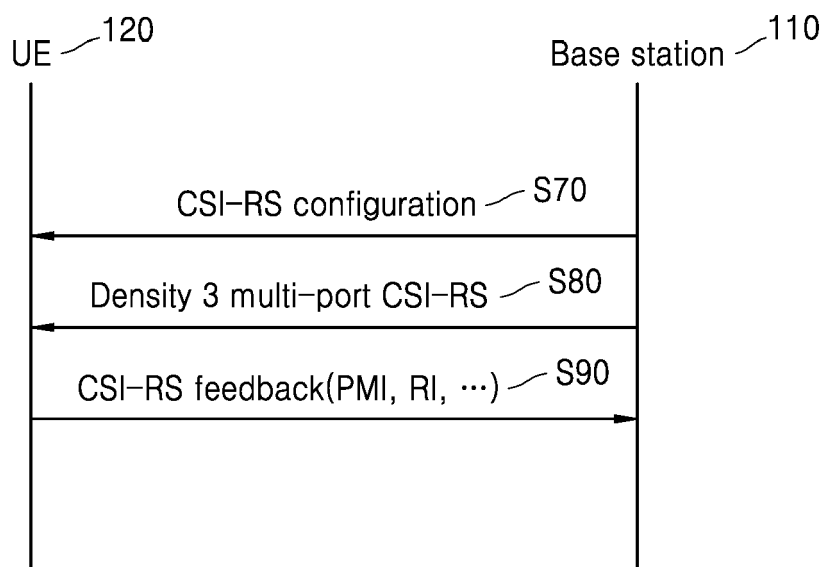 UE 120
Base station 110
CSI-RS configuration S70
Density 3 multi-port CSI-RS S80
CSI-RS feedback(PMI, RI, ⋯) S90